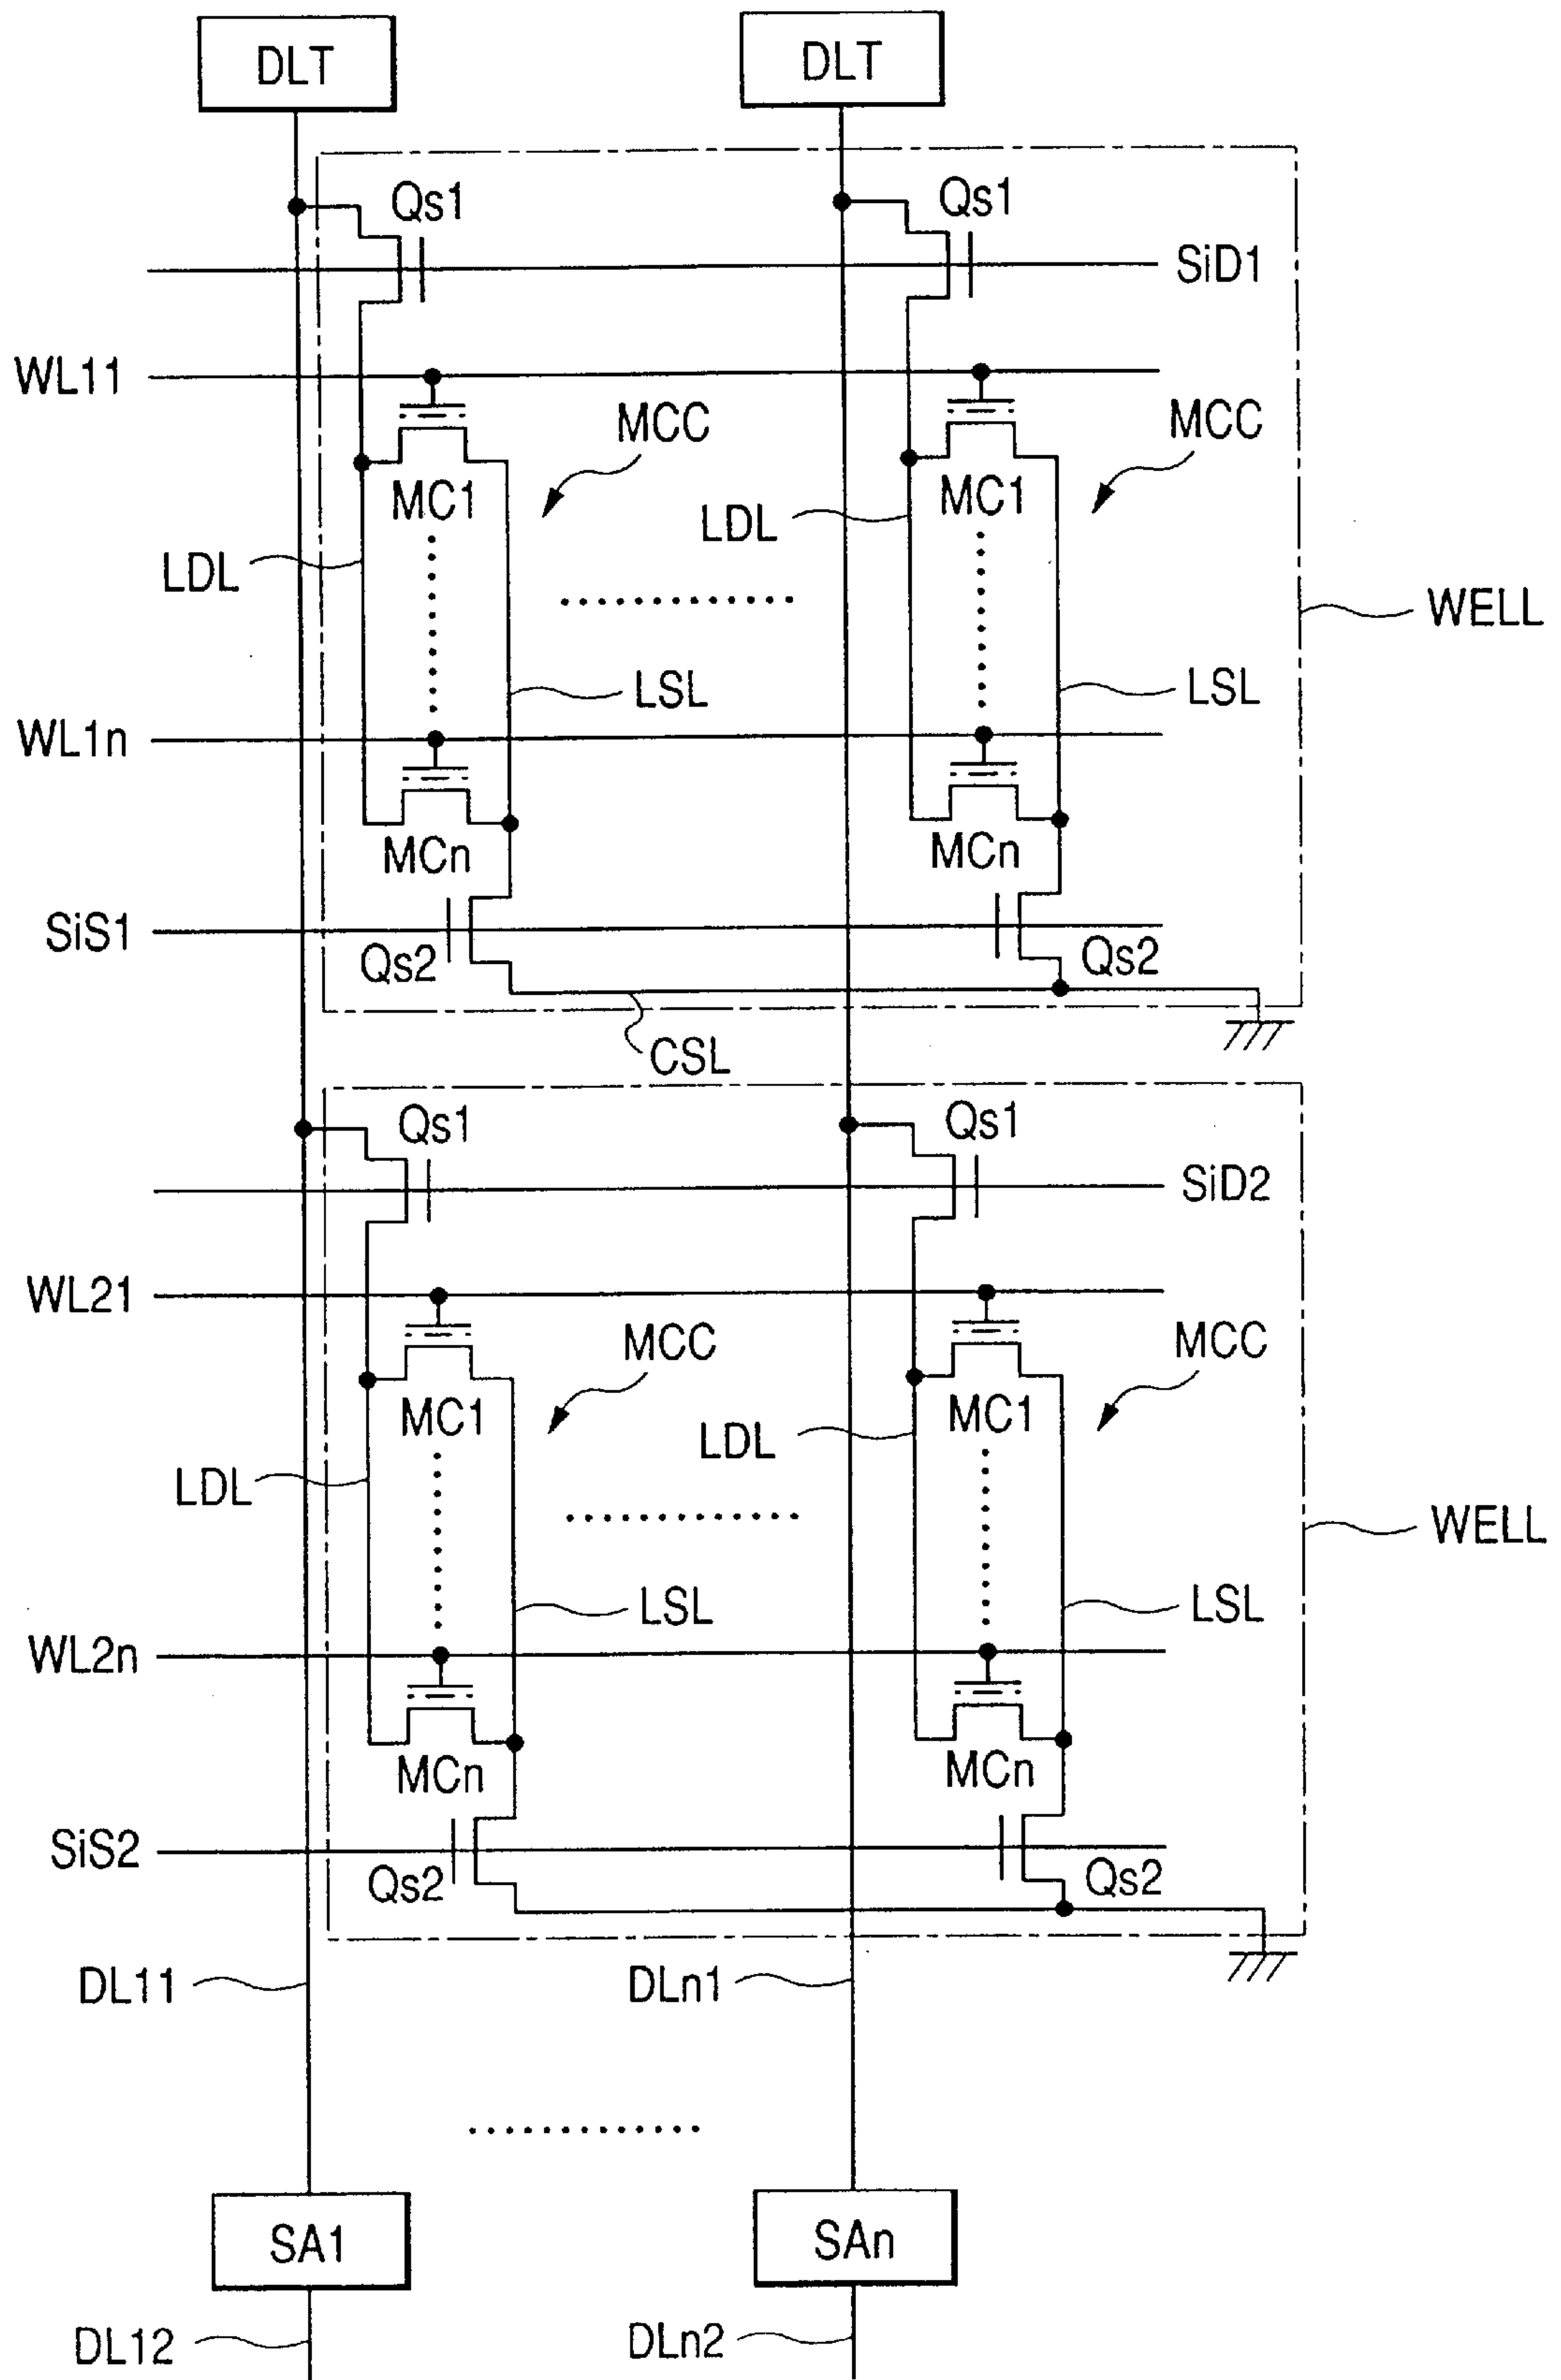 DLT DLT
Qs1 Qs1
SiD1
WL11
MCC MCC
MC1 MC1
LDL LDL
WELL
LSL LSL
WL1n
MCn MCn
SiS1
Qs2 Qs2
CSL
Qs1 Qs1
SiD2
WL21
MCC MCC
MC1 MC1
LDL LDL
WELL
LSL LSL
WL2n
MCn MCn
SiS2
Qs2 Qs2
DL11 DLn1
SA1 SAn
DL12 DLn2